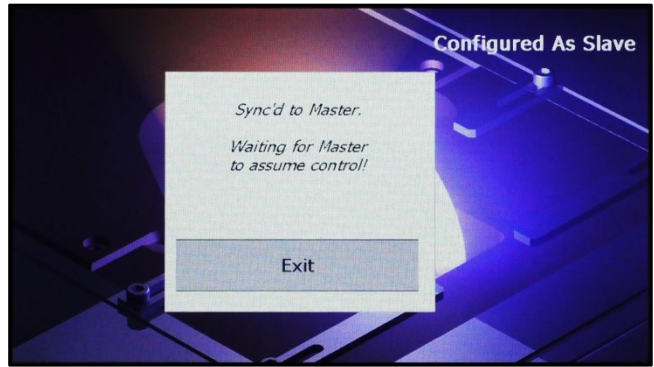 Configured As Slave
Sync'd to Master.
Waiting for Master
to assume control!
Exit